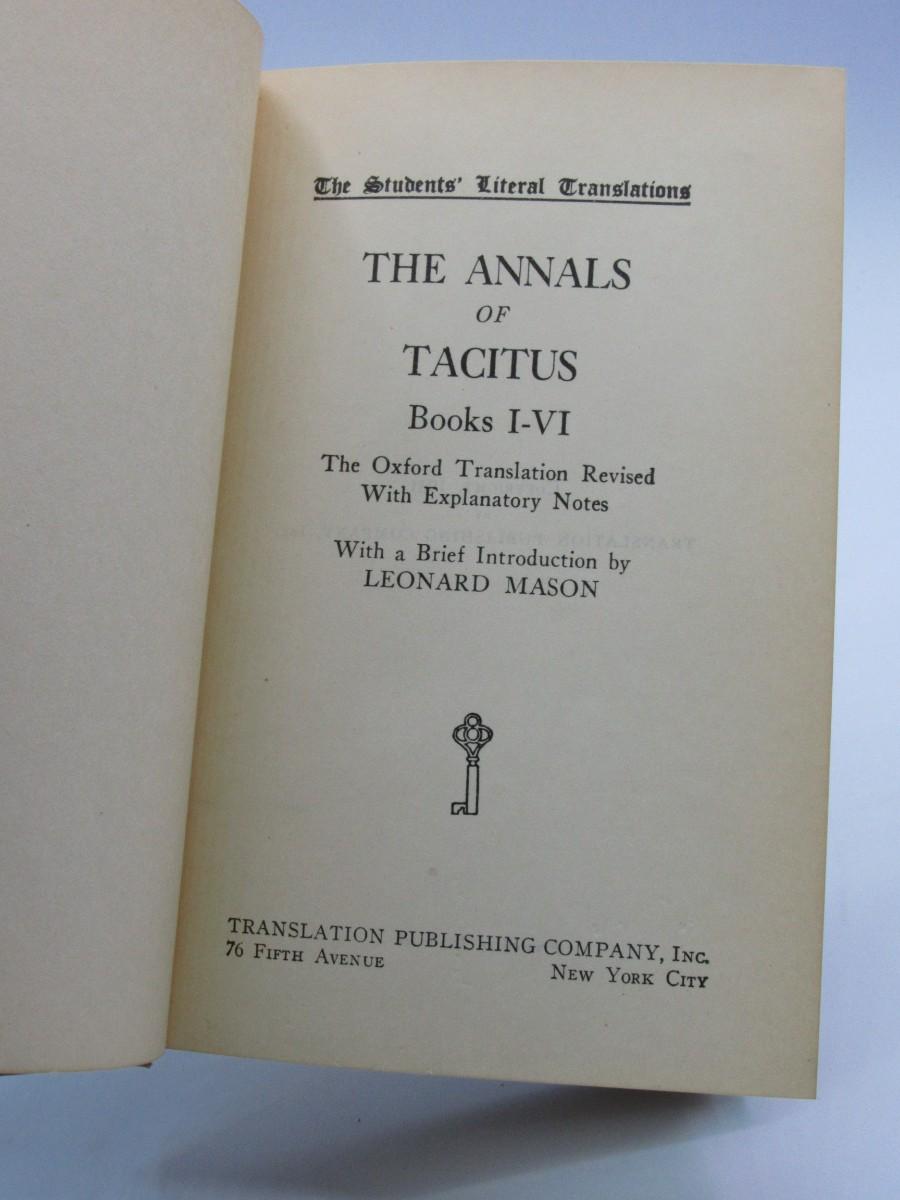 The Students' Literal Translations
THE ANNALS
OF
TACITUS
Books I-VI
The Oxford Translation Revised
With Explanatory Notes
With a Brief Introduction by
LEONARD MASON
TRANSLATION PUBLISHING COMPANY, INC.
76 FIFTH AVENUE NEW YORK CITY